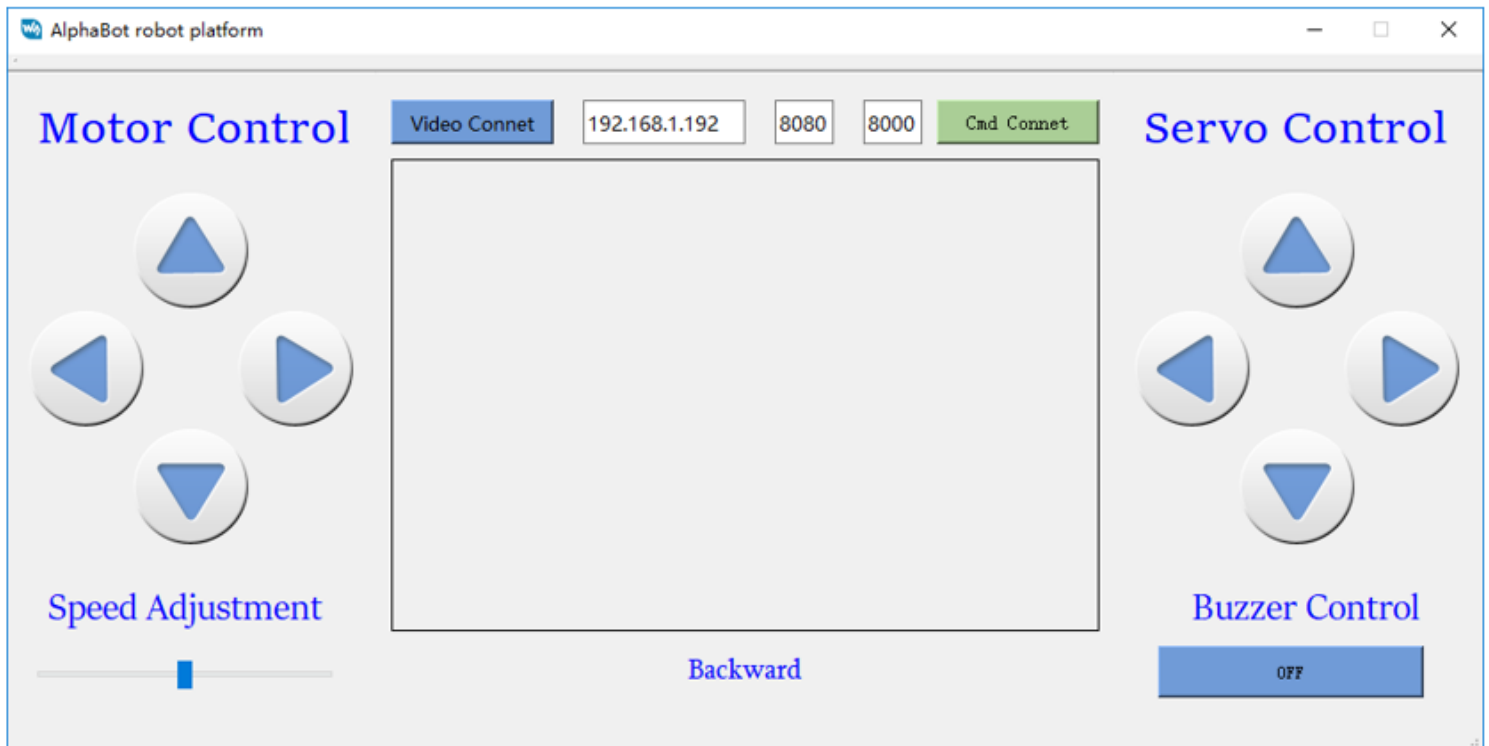 AlphaBot robot platform
Motor Control
Video Connet
192.168.1.192
8080
8000
Cmd Connet
Servo Control
Speed Adjustment
Buzzer Control
Backward
OFF